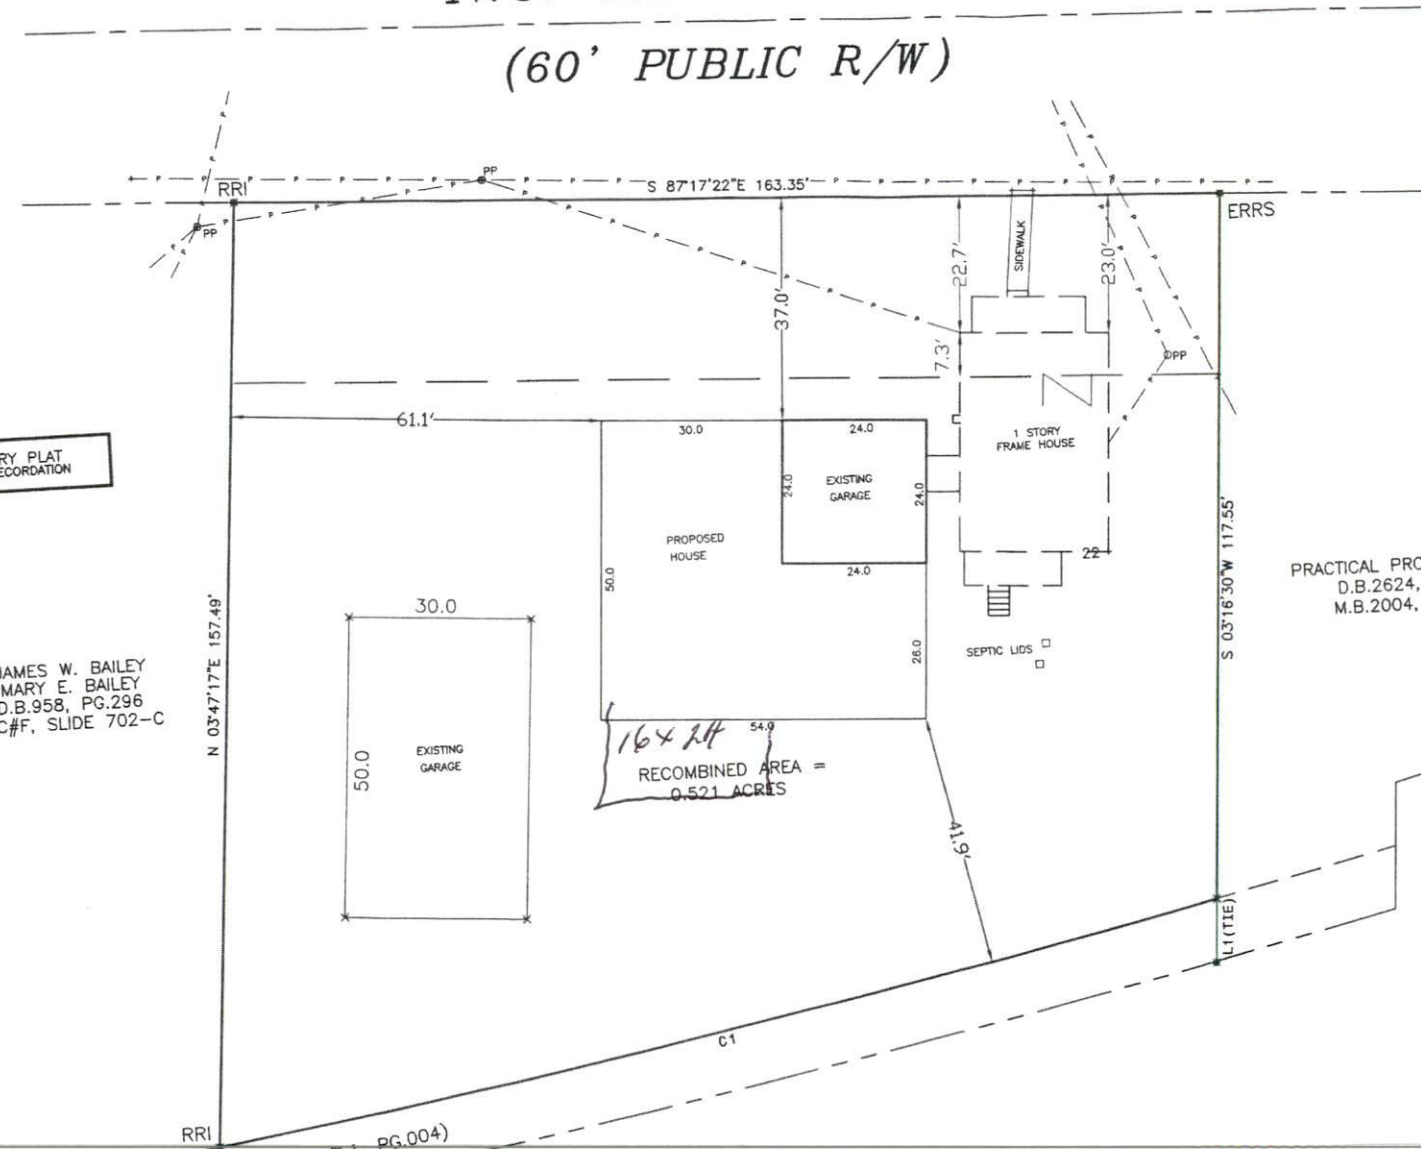 (60' PUBLIC R/W)
P P P P P P P P P P P P P P P P P P
PP
RRI
S 87°17'22"E 163.35'
ERRS
PP
SIDEWALK
22.7'
23.0'
37.0'
7.3'
PP
61.1'
30.0
24.0
1 STORY
FRAME HOUSE
RY PLAT
ECORDATION
24.0
EXISTING
GARAGE
24.0
PROPOSED
HOUSE
24.0
22
50.0
S 03°16'30"W 117.55'
PRACTICAL PRO
D.B.2624,
M.B.2004,
30.0
N 03°47'17"E 157.49'
26.0
SEPTIC LIDS
JAMES W. BAILEY
MARY E. BAILEY
D.B.958, PG.296
C#F, SLIDE 702-C
54.0
16x24
EXISTING
GARAGE
50.0
RECOMBINED AREA =
0.521 ACRES
41.9'
L1(TIE)
C1
RRI
PG.004)